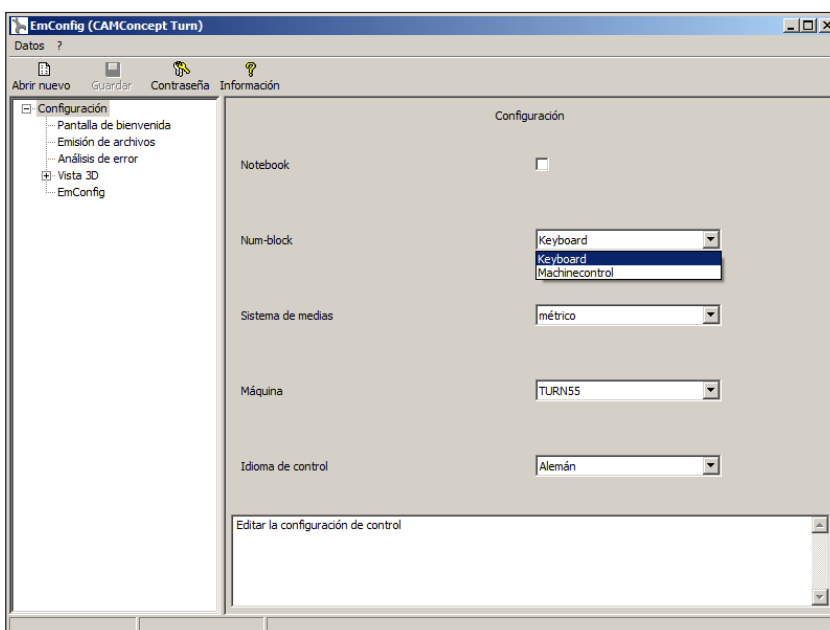 EmConfig (CAMConcept Turn)
Datos ?
Abrir nuevo Guardar Contraseña Información
Configuración
Pantalla de bienvenida
Emisión de archivos
Análisis de error
Vista 3D
EmConfig
Configuración
Notebook
Num-block Keyboard
Keyboard
Machinecontrol
Sistema de medias métrico
Máquina TURN55
Idioma de control Alemán
Editar la configuración de control